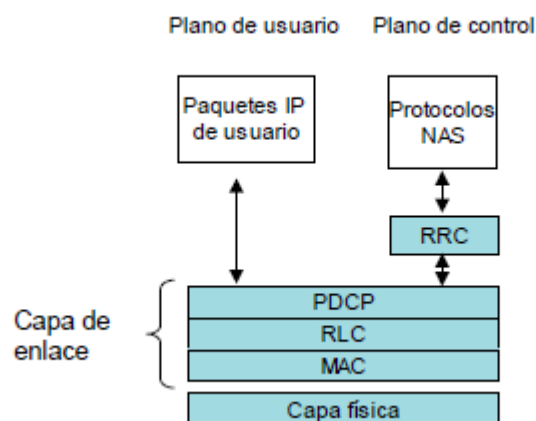 Plano de usuario
Plano de control
Paquetes IP
de usuario
Protocolos
NAS
RRC
Capa de
enlace
PDCP
RLC
MAC
Capa física